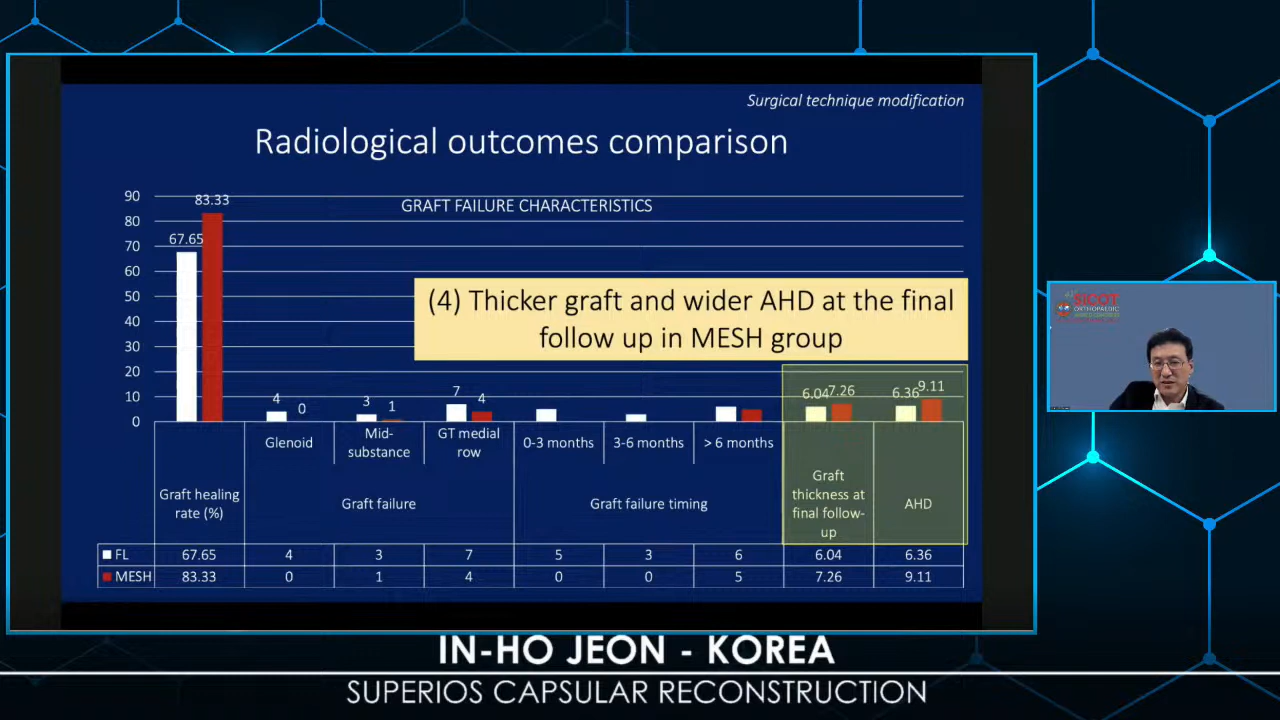 Surgical technique modification
Radiological outcomes comparison
GRAFT FAILURE CHARACTERISTICS
90
80
70
60
50
40
30
20
10
0
67.65
83.33
4
0
3
1
7
4
6.04
7.26
6.36
9.11
(4) Thicker graft and wider AHD at the final
follow up in MESH group
Glenoid
Mid-
substance
GT medial
row
0-3 months
3-6 months
> 6 months
Graft healing
rate (%)
Graft failure
Graft failure timing
Graft
thickness at
final follow-
up
AHD
FL 67.65 4 3 7 5 3 6 6.04 6.36
MESH 83.33 0 1 4 0 0 5 7.26 9.11
SICOT
ORTHOPAEDIC
IN-HO JEON - KOREA
SUPERIOS CAPSULAR RECONSTRUCTION